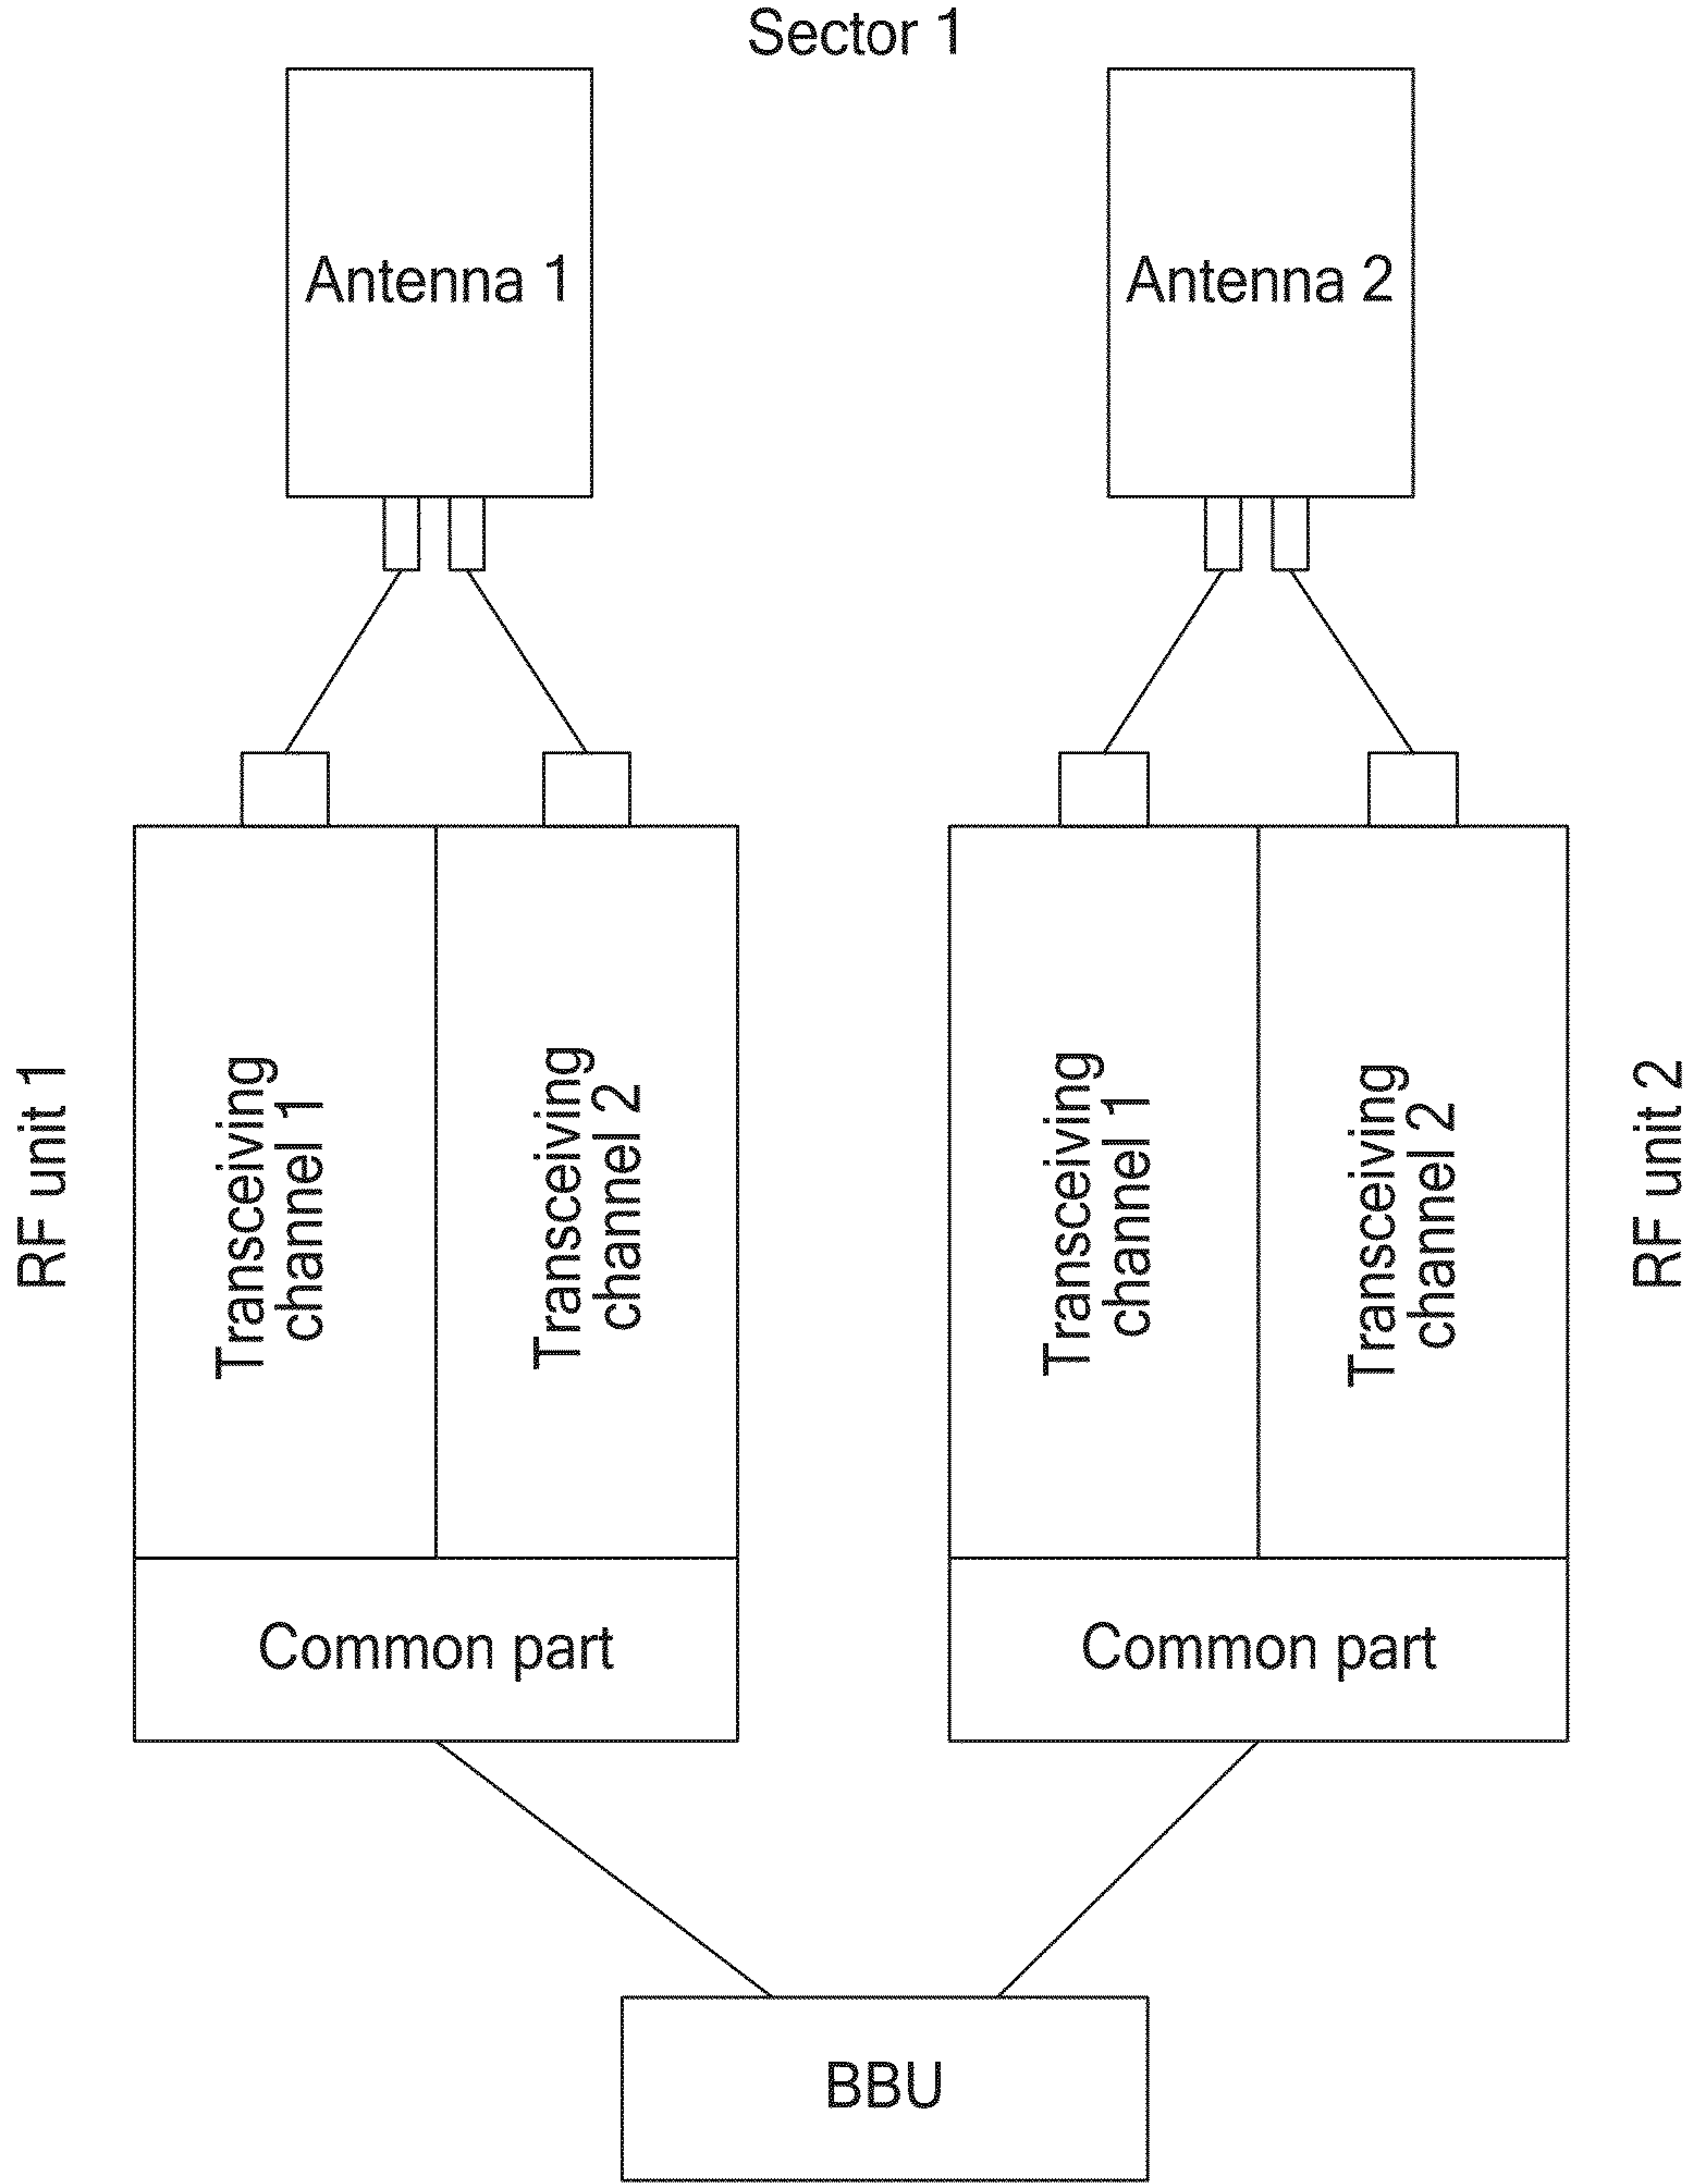 Sector 1
Antenna 1
Antenna 2
RF unit 1
Transceiving
channel 1
Transceiving
channel 2
Transceiving
channel 1
Transceiving
channel 2
RF unit 2
Common part
Common part
BBU